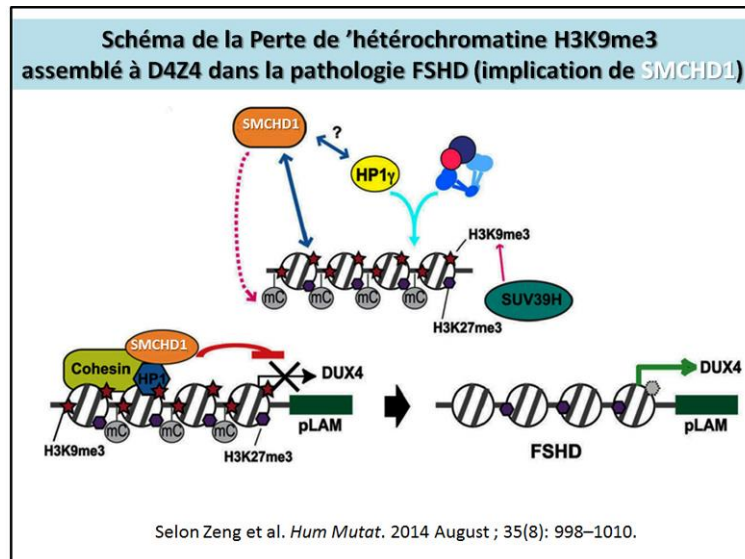 Schéma de la Perte de ’hétérochromatine H3K9me3
assemblé à D4Z4 dans la pathologie FSHD (implication de SMCHD1)
SMCHD1
?
HP1γ
H3K9me3
mC mC mC mC
SUV39H
H3K27me3
SMCHD1
Cohesin
HP1
DUX4
DUX4
mC mC mC
pLAM
pLAM
H3K9me3
H3K27me3
FSHD
Selon Zeng et al. Hum Mutat. 2014 August ; 35(8): 998–1010.